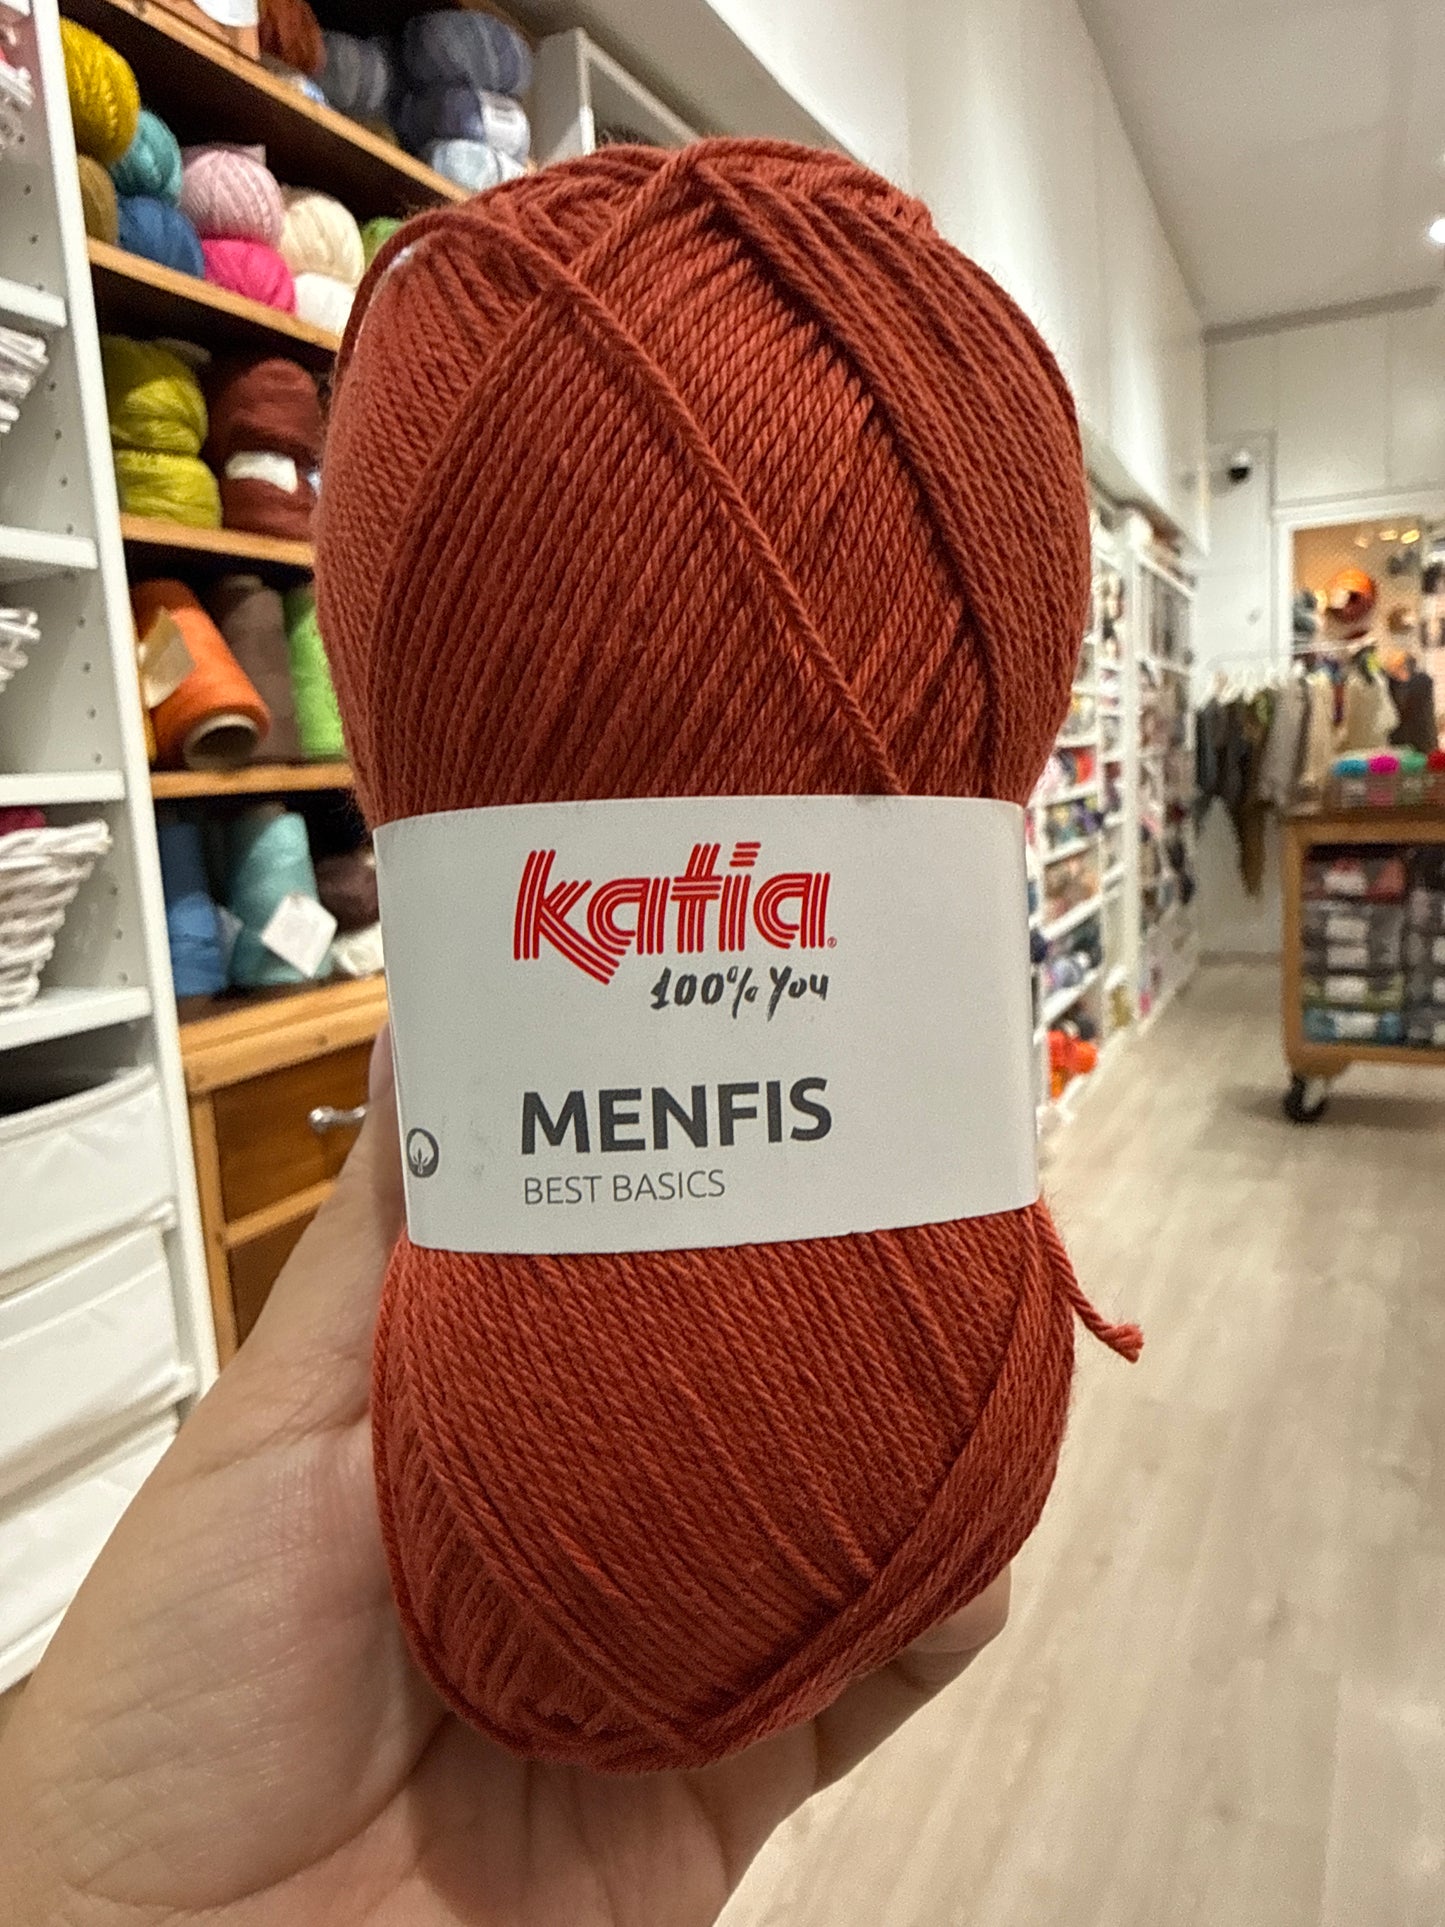 katia®
100% You
MENFIS
BEST BASICS